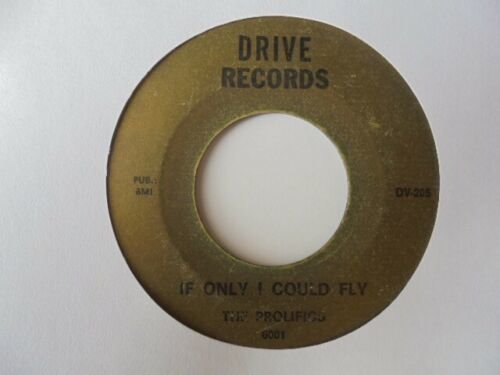 DRIVE
RECORDS
PUB.:
BMI
DV-205
IF ONLY I COULD FLY
THE PROLIFICS
6001